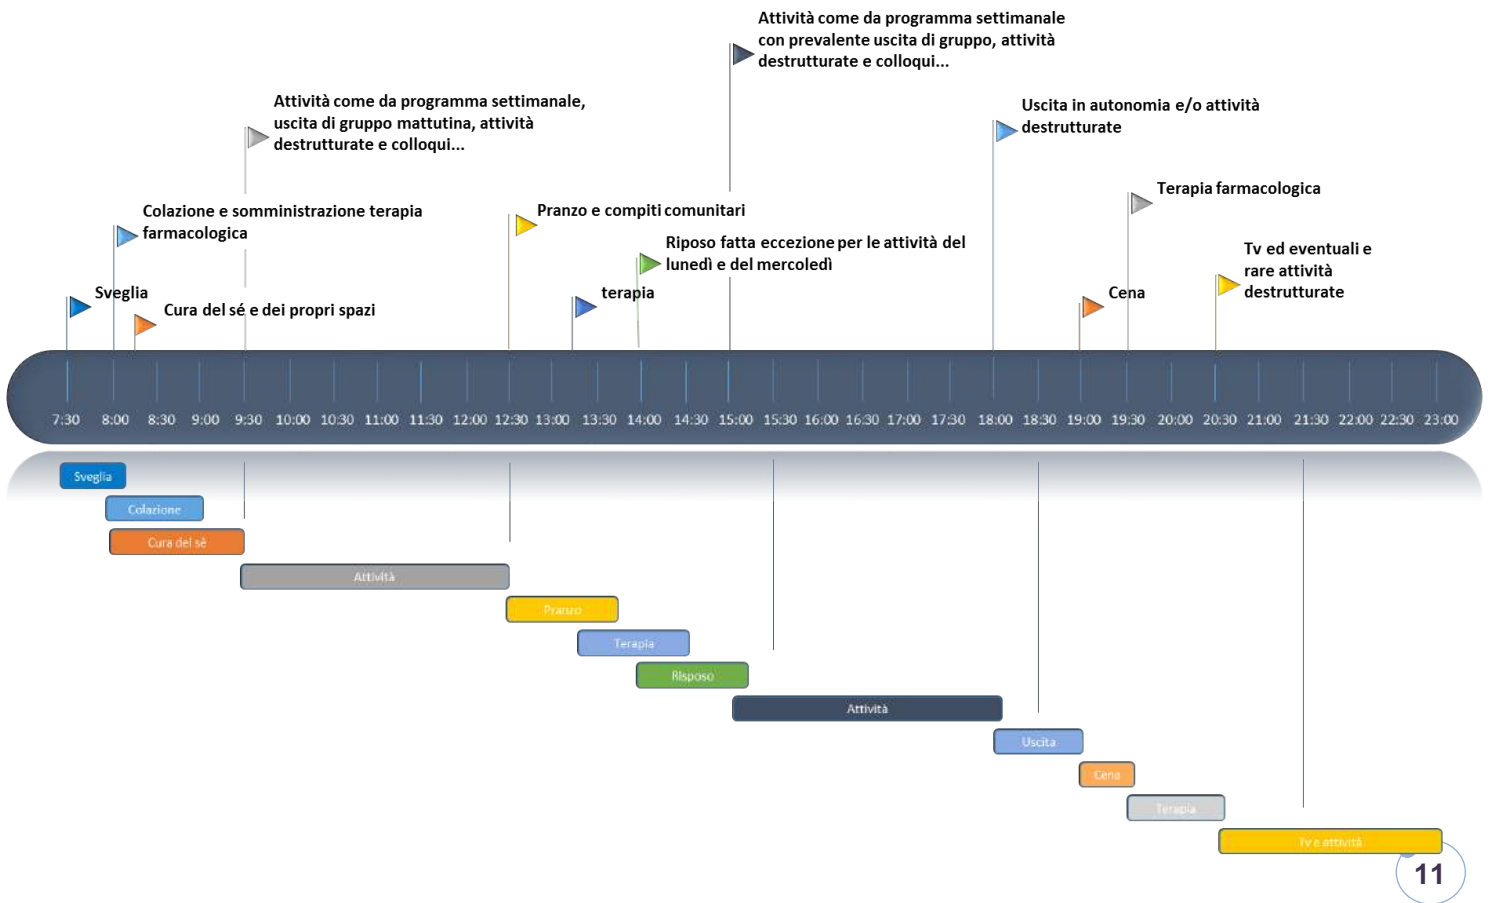 Attività come da programma settimanale
con prevalente uscita di gruppo, attività
destrutturate e colloqui...
Attività come da programma settimanale,
uscita di gruppo mattutina, attività
destrutturate e colloqui...
Uscita in autonomia e/o attività
destrutturate
Terapia farmacologica
Colazione e somministrazione terapia
farmacologica
Pranzo e compiti comunitari
Riposo fatta eccezione per le attività del
lunedì e del mercoledì
Tv ed eventuali e
rare attività
destrutturate
Sveglia
Cura del sé e dei propri spazi
terapia
Cena
7:30 8:00 8:30 9:00 9:30 10:00 10:30 11:00 11:30 12:00 12:30 13:00 13:30 14:00 14:30 15:00 15:30 16:00 16:30 17:00 17:30 18:00 18:30 19:00 19:30 20:00 20:30 21:00 21:30 22:00 22:30 23:00
Sveglia
Colazione
Cura del sè
Attività
Pranzo
Terapia
Risposo
Attività
Uscita
Cena
Terapia
Tv e attività
11